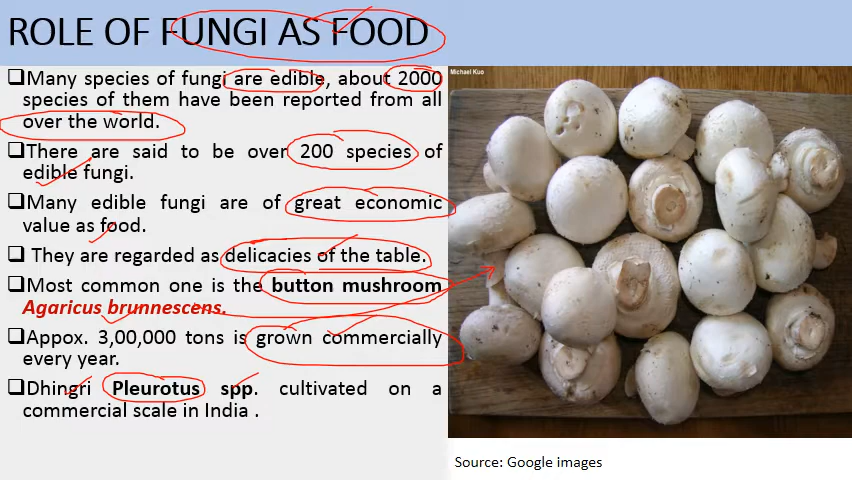 ROLE OF FUNGI AS FOOD
❑Many species of fungi are edible, about 2000
species of them have been reported from all
over the world.
❑There are said to be over 200 species of
edible fungi.
❑Many edible fungi are of great economic
value as food.
❑ They are regarded as delicacies of the table.
❑Most common one is the button mushroom
Agaricus brunnescens.
❑Appox. 3,00,000 tons is grown commercially
every year.
❑Dhingri Pleurotus spp. cultivated on a
commercial scale in India .
Michael Kuo
Source: Google images